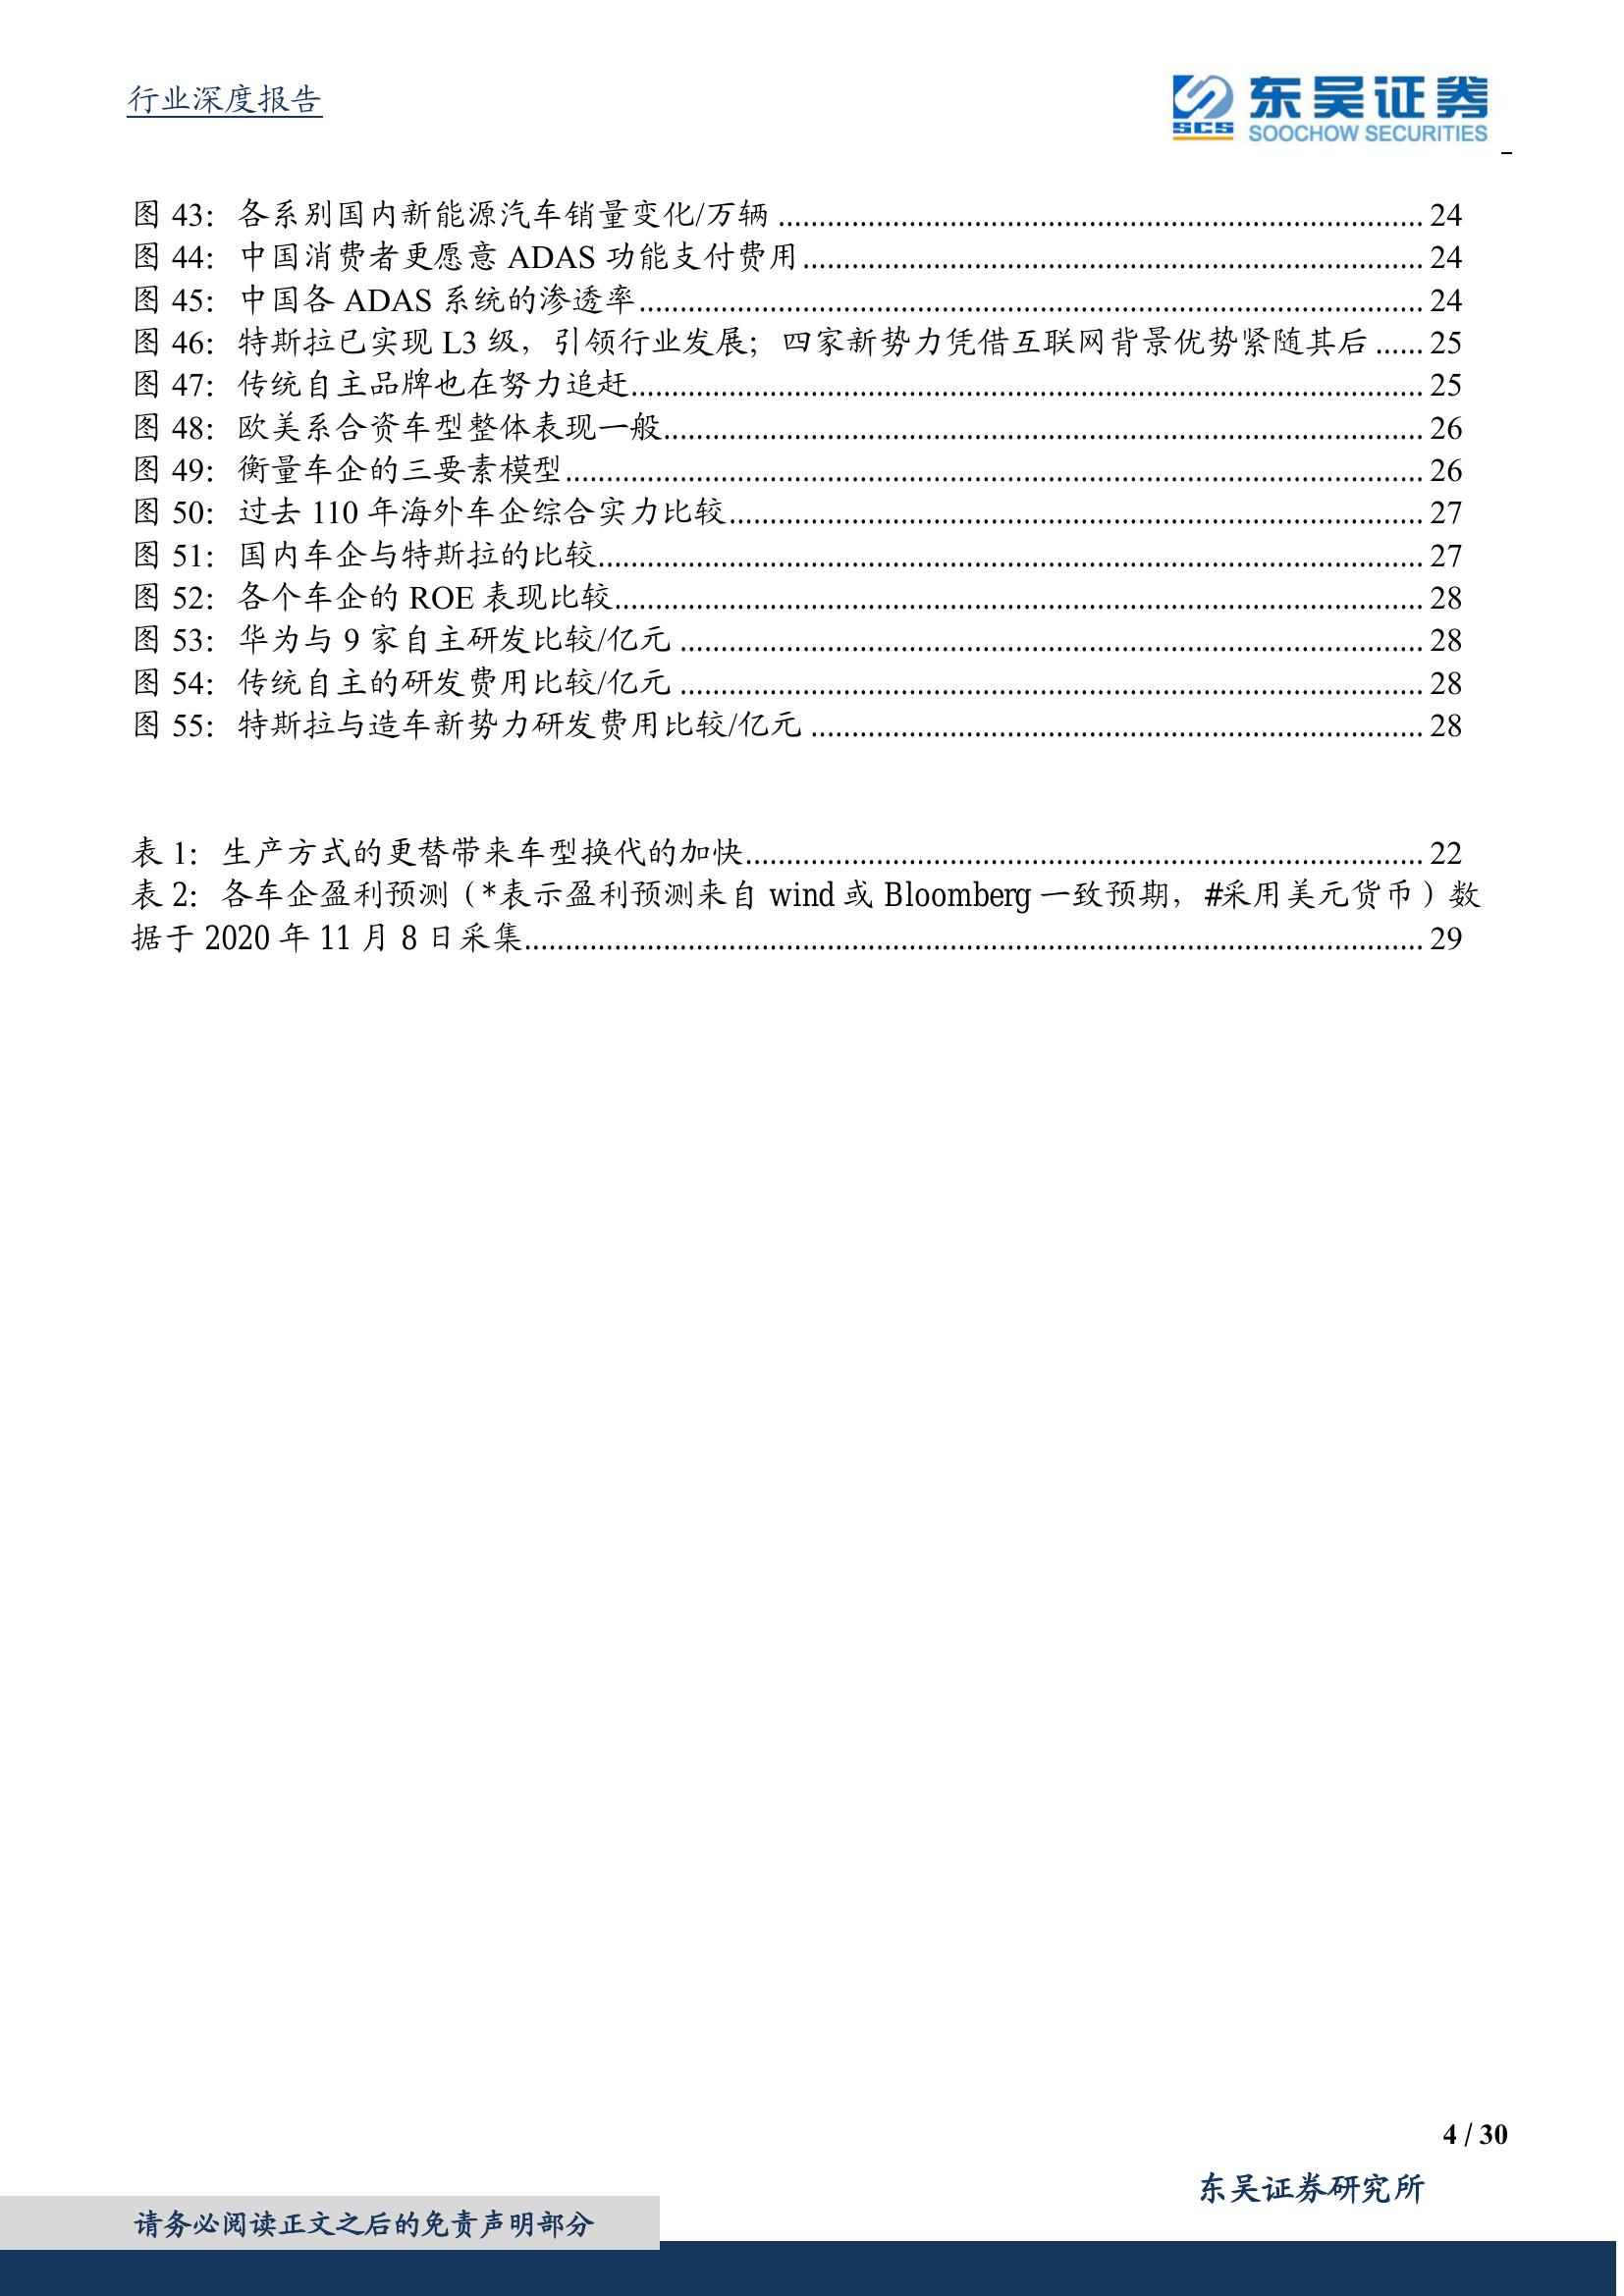 行业深度报告
SCS 东吴证券
SOOCHOW SECURITIES
图 43：各系别国内新能源汽车销量变化/万辆 ................ 24
图 44：中国消费者更愿意 ADAS 功能支付费用 ................ 24
图 45：中国各 ADAS 系统的渗透率 ................ 24
图 46：特斯拉已实现 L3 级，引领行业发展；四家新势力凭借互联网背景优势紧随其后 ...... 25
图 47：传统自主品牌也在努力追赶 ................ 25
图 48：欧美系合资车型整体表现一般 ................ 26
图 49：衡量车企的三要素模型 ................ 26
图 50：过去 110 年海外车企综合实力比较 ................ 27
图 51：国内车企与特斯拉的比较 ................ 27
图 52：各个车企的 ROE 表现比较 ................ 28
图 53：华为与 9 家自主研发比较/亿元 ................ 28
图 54：传统自主的研发费用比较/亿元 ................ 28
图 55：特斯拉与造车新势力研发费用比较/亿元 ................ 28
表 1：生产方式的更替带来车型换代的加快 ................ 22
表 2：各车企盈利预测（*表示盈利预测来自 wind 或 Bloomberg 一致预期，#采用美元货币）数
据于 2020 年 11 月 8 日采集 ................ 29
4 / 30
东吴证券研究所
请务必阅读正文之后的免责声明部分